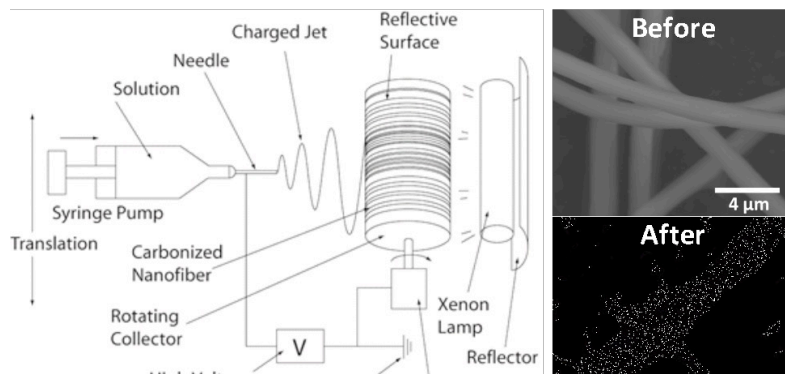 Charged Jet
Reflective
Surface
Needle
Solution
Syringe Pump
Translation
Carbonized
Nanofiber
Rotating
Collector
V
Xenon
Lamp
Reflector
Before
4 µm
After